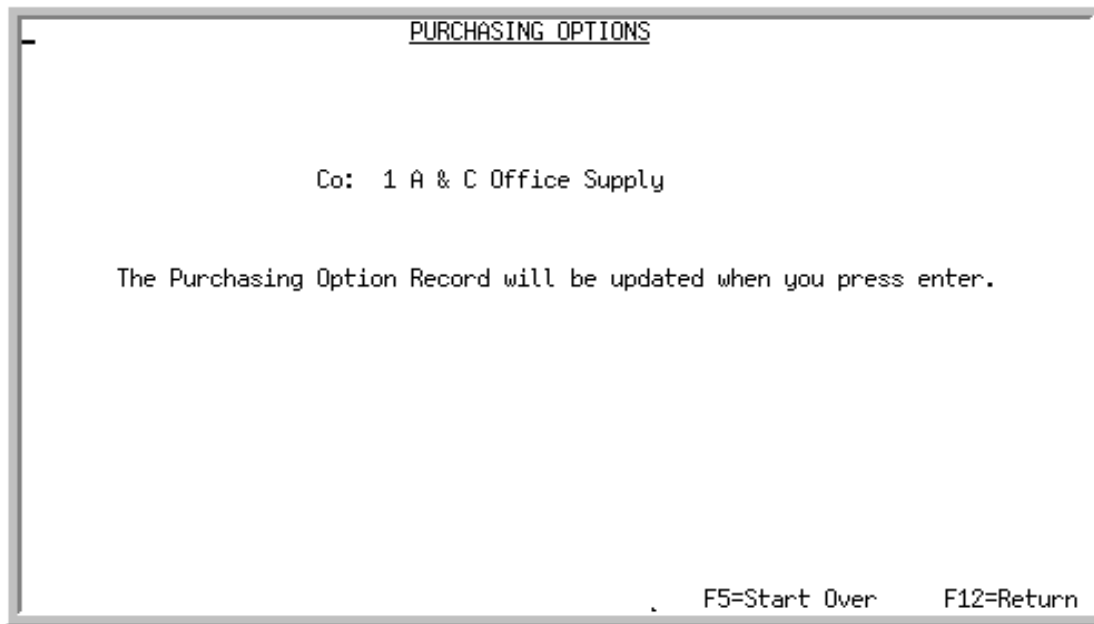 PURCHASING OPTIONS
Co: 1 A & C Office Supply
The Purchasing Option Record will be updated when you press enter.
F5=Start Over F12=Return